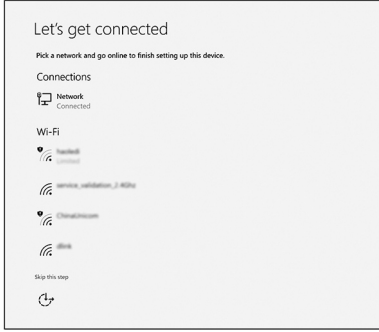 Let's get connected
Pick a network and go online to finish setting up this device.
Connections
Network
Connected
Wi-Fi
Limited
service_validation_2.4Ghz
ChinaUnicom
dlink
Skip this step